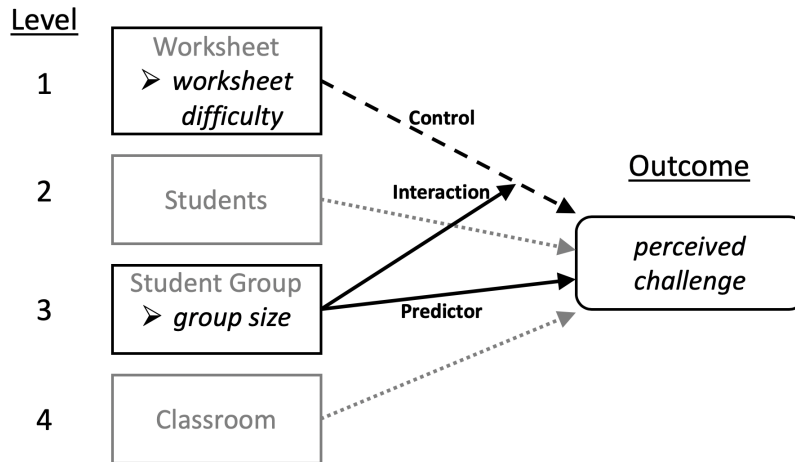 Level
1
Worksheet
➢ worksheet
difficulty
Control
2
Students
Interaction
Outcome
perceived
challenge
3
Student Group
➢ group size
Predictor
4
Classroom